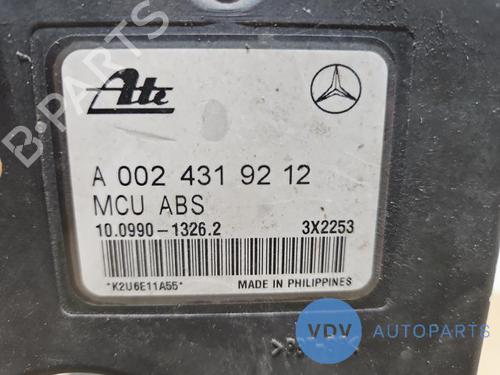 Ate
A 002 431 92 12
MCU ABS
10.0990-1326.2 3X2253
*K2U6E11A55* MADE IN PHILIPPINES
B-PARTS
VDV AUTOPARTS